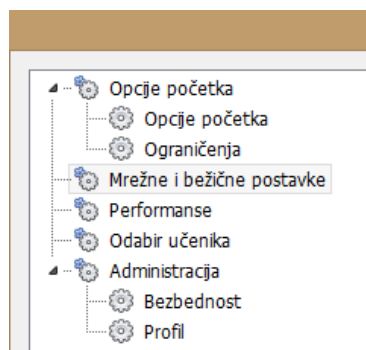 Opcije početka
Opcije početka
Ograničenja
Mrežne i bežične postavke
Performanse
Odabir učenika
Administracija
Bezbednost
Profil